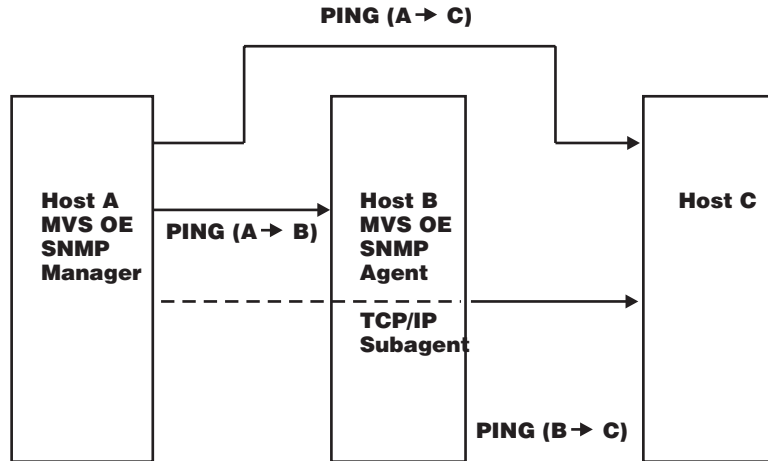 PING (A → C)
Host A
MVS OE
SNMP
Manager
PING (A → B)
Host B
MVS OE
SNMP
Agent
TCP/IP
Subagent
Host C
PING (B → C)